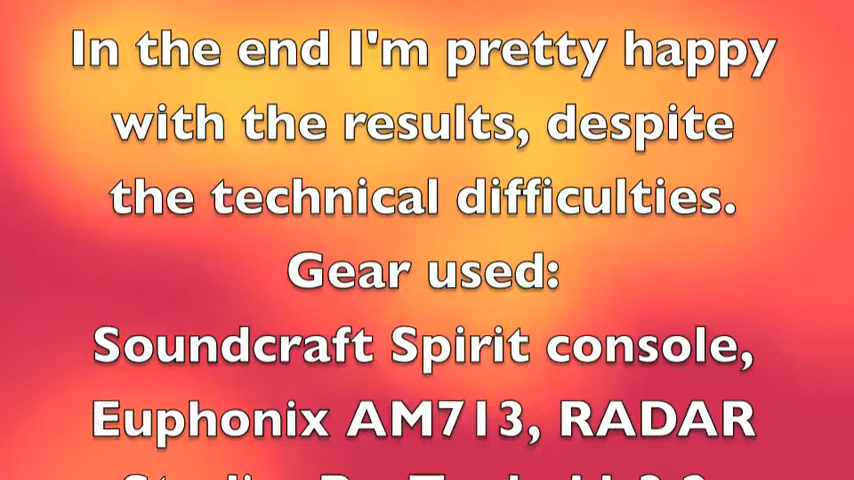 In the end I'm pretty happy
with the results, despite
the technical difficulties.
Gear used:
Soundcraft Spirit console,
Euphonix AM713, RADAR